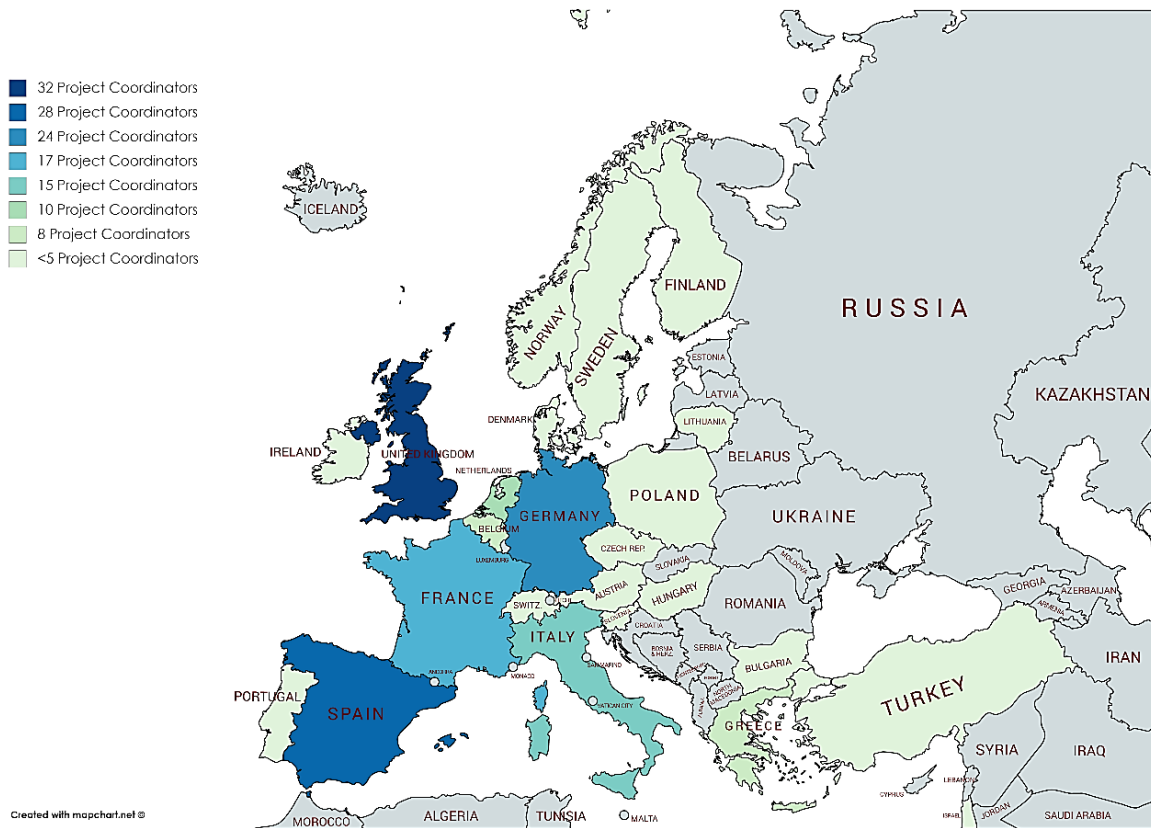 32 Project Coordinators
28 Project Coordinators
24 Project Coordinators
17 Project Coordinators
15 Project Coordinators
10 Project Coordinators
8 Project Coordinators
<5 Project Coordinators
ICELAND
FINLAND
RUSSIA
NORWAY
SWEDEN
ESTONIA
KAZAKHSTAN
LATVIA
DENMARK
LITHUANIA
IRELAND
UNITED KINGDOM
BELARUS
NETHERLANDS
POLAND
GERMANY
UKRAINE
BELGIUM
CZECH REP.
LUXEMBURG
SLOVAKIA
MOLDOVA
AUSTRIA
HUNGARY
GEORGIA
AZERBAIJAN
FRANCE
SWITZ.
ROMANIA
ARMENIA
SLOVENIA
CROATIA
ITALY
BOSNIA
& HERZ.
SERBIA
IRAN
SAN MARINO
BULGARIA
ANDORRA
MONACO
TURKEY
PORTUGAL
NORTH
MACEDONIA
VATICAN CITY
SPAIN
GREECE
SYRIA
IRAQ
LEBANON
CYPRUS
Created with mapchart.net ©
MOROCCO
ALGERIA
TUNISIA
MALTA
ISRAEL
JORDAN
SAUDI ARABIA